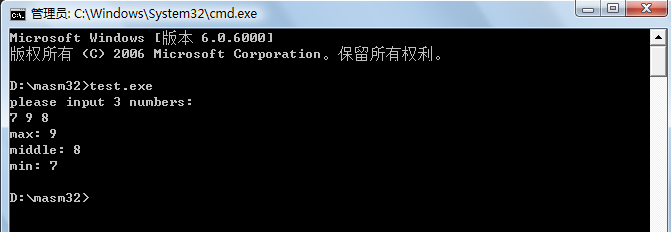 管理员: C:\Windows\System32\cmd.exe
Microsoft Windows [版本 6.0.6000]
版权所有 (C) 2006 Microsoft Corporation。保留所有权利。
D:\masm32>test.exe
please input 3 numbers:
7 9 8
max: 9
middle: 8
min: 7
D:\masm32>